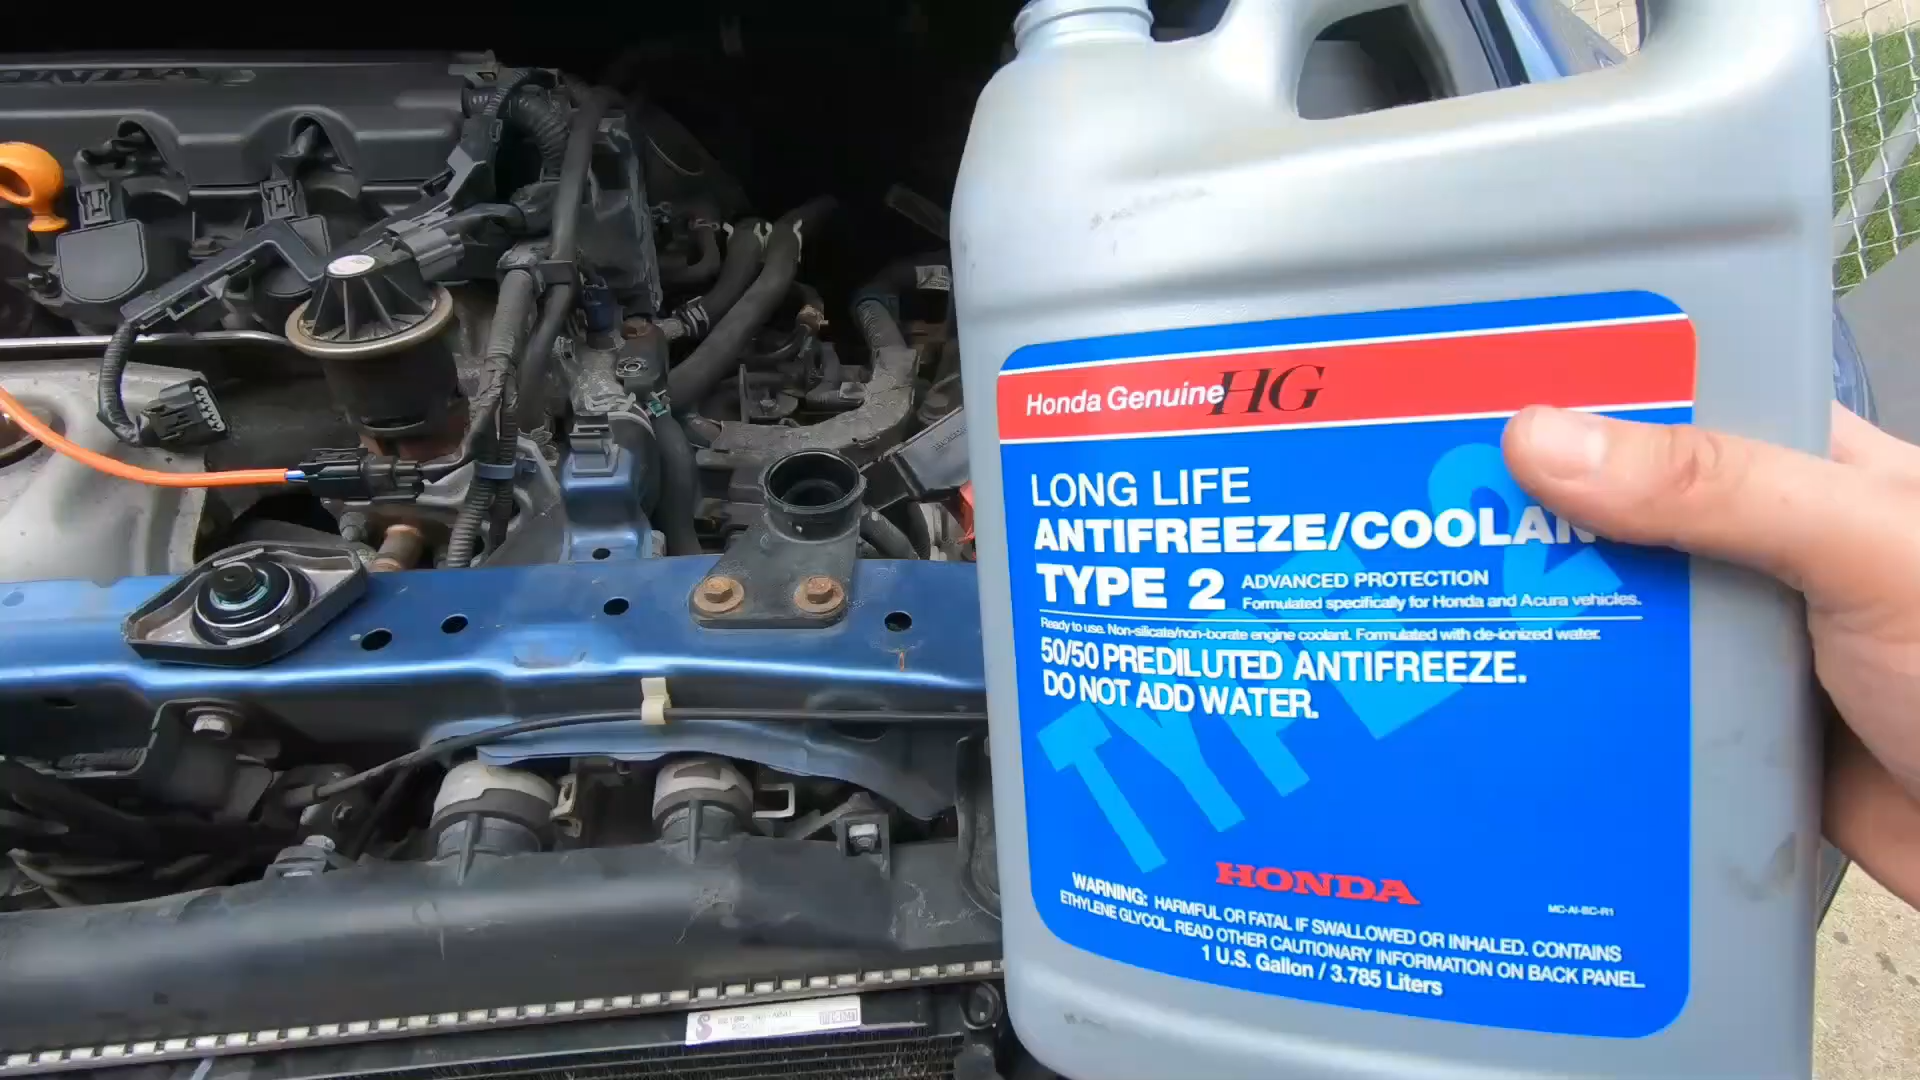 HONDA
Honda Genuine HG
LONG LIFE
ANTIFREEZE/COOLAN
TYPE 2
ADVANCED PROTECTION
Formulated specifically for Honda and Acura vehicles.
Ready to use. Non-silicate/non-borate engine coolant. Formulated with de-ionized water.
50/50 PREDILUTED ANTIFREEZE.
DO NOT ADD WATER.
TYPE 2
HONDA
MC-AI-BC-R1
WARNING: HARMFUL OR FATAL IF SWALLOWED OR INHALED. CONTAINS
ETHYLENE GLYCOL. READ OTHER CAUTIONARY INFORMATION ON BACK PANEL.
1 U.S. Gallon / 3.785 Liters